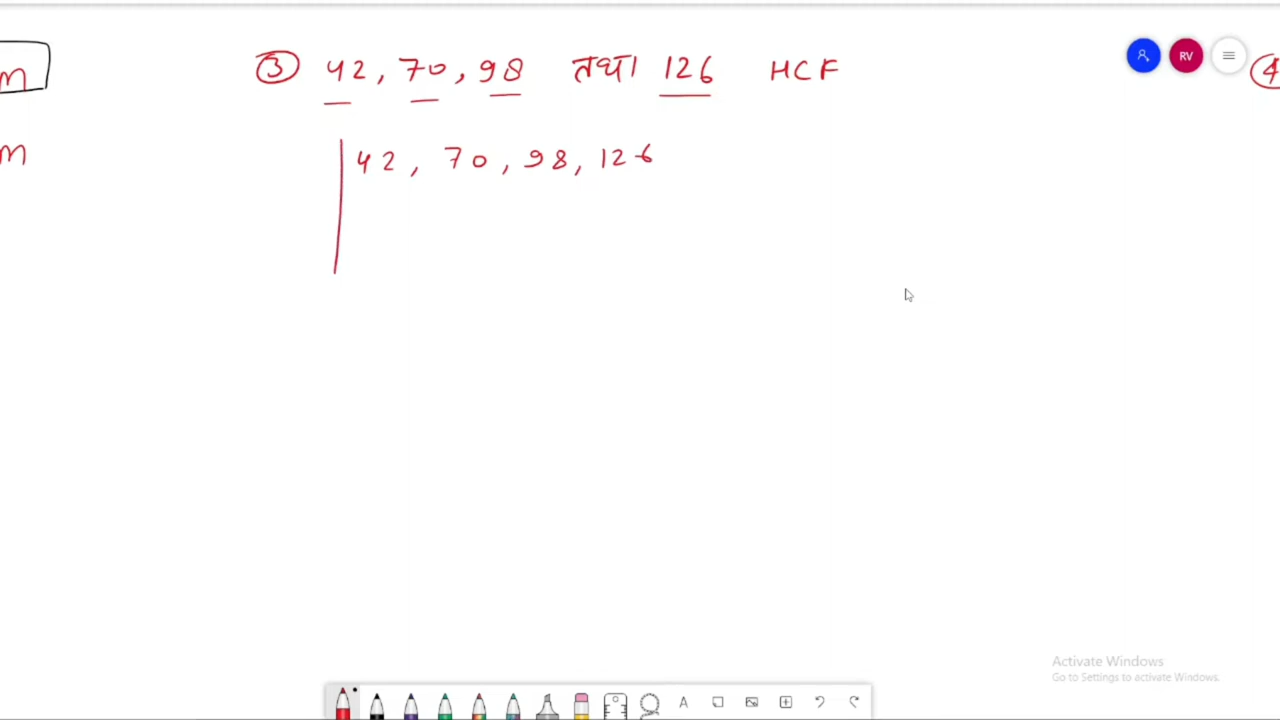 m
③ 42, 70, 98 तथा 126 HCF
RV
④
m
42, 70, 98, 126
Activate Windows
Go to Settings to activate Windows.
A